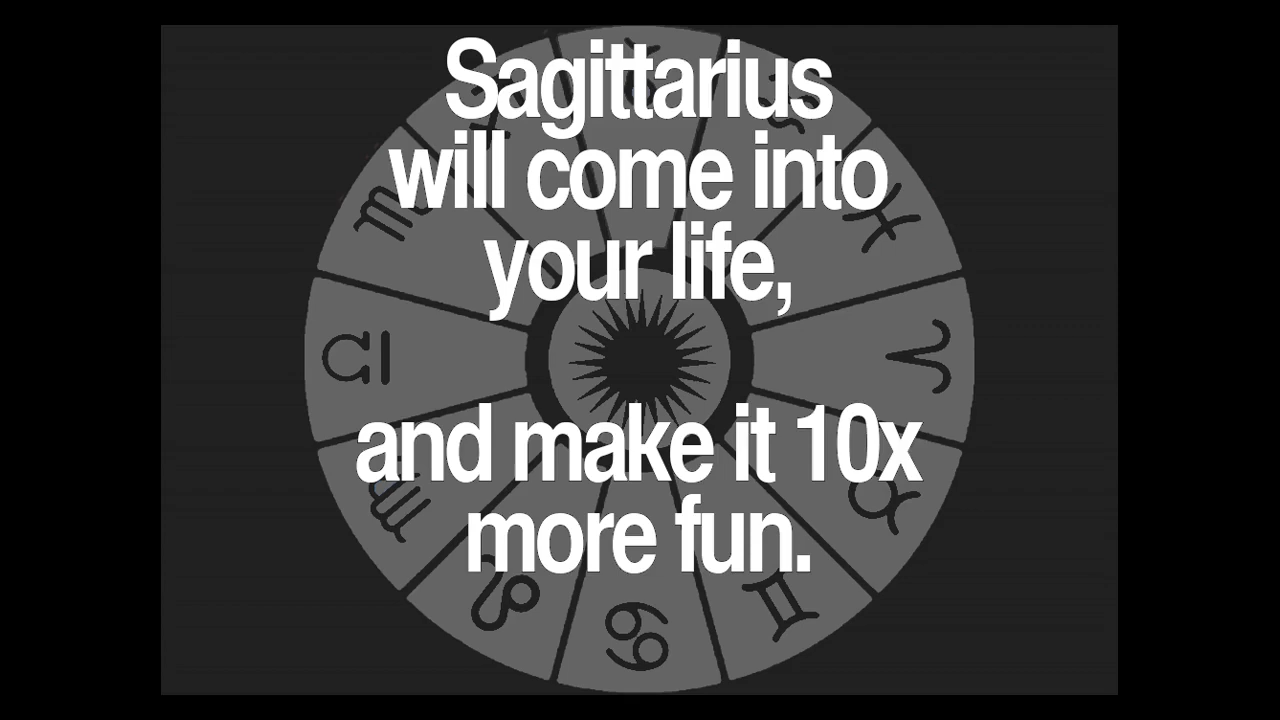 Sagittarius
will come into
your life,
and make it 10x
more fun.